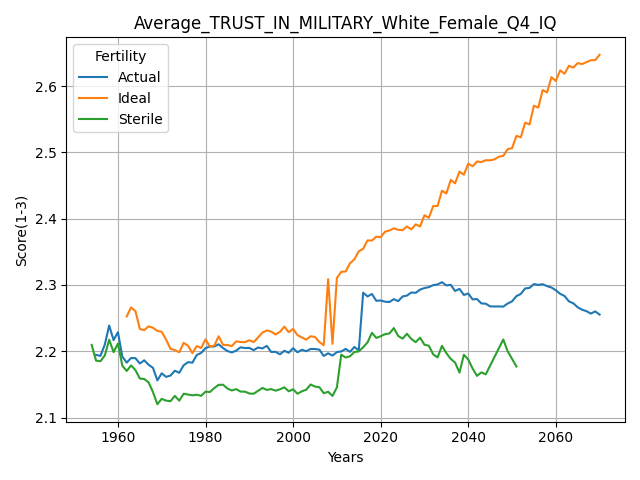 Average_TRUST_IN_MILITARY_White_Female_Q4_IQ
Fertility
Actual
Ideal
Sterile
Score(1-3)
2.6
2.5
2.4
2.3
2.2
2.1
1960 1980 2000 2020 2040 2060
Years